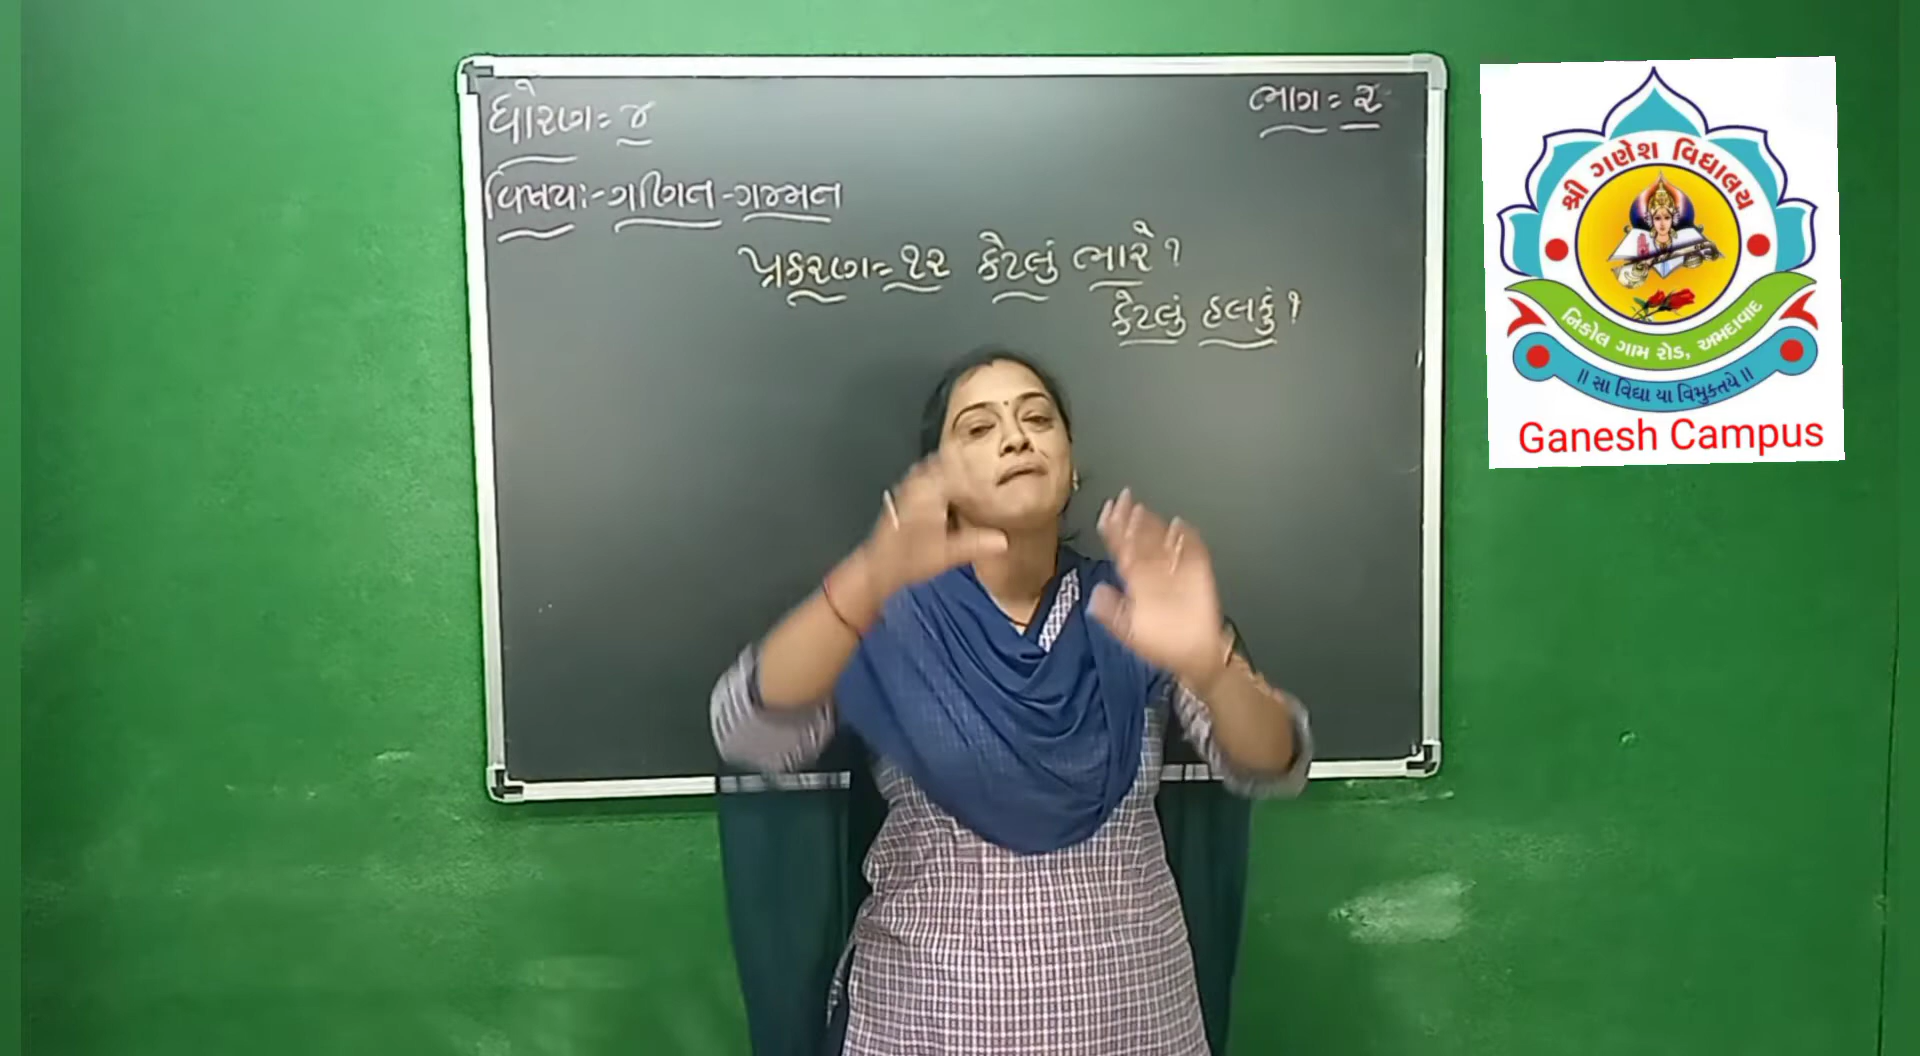 ધોરણ= ૪
ભાગ= ૨
વિષય:-ગણિત-ગમ્મત
પ્રકરણ= ૧૨ કેટલું ભારે?
કેટલું હલકું?
શ્રી ગણેશ વિદ્યાલય
નિકોલ ગામ રોડ, અમદાવાદ
॥ સા વિદ્યા યા વિમુક્તયે ॥
Ganesh Campus